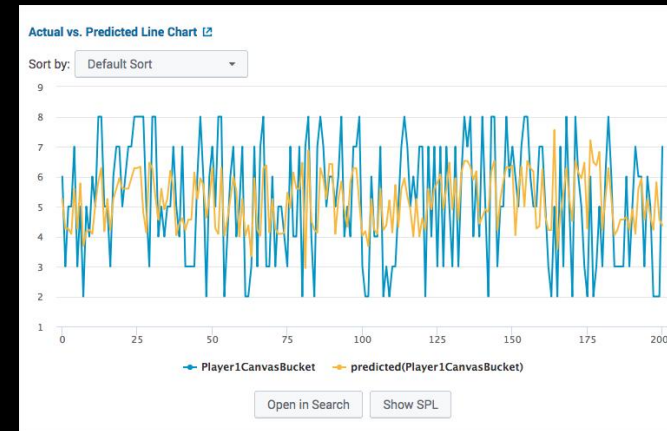 Actual vs. Predicted Line Chart
Sort by: Default Sort
9
8
7
6
5
4
3
2
1
0 25 50 75 100 125 150 175 200
Player1CanvasBucket predicted(Player1CanvasBucket)
Open in Search Show SPL